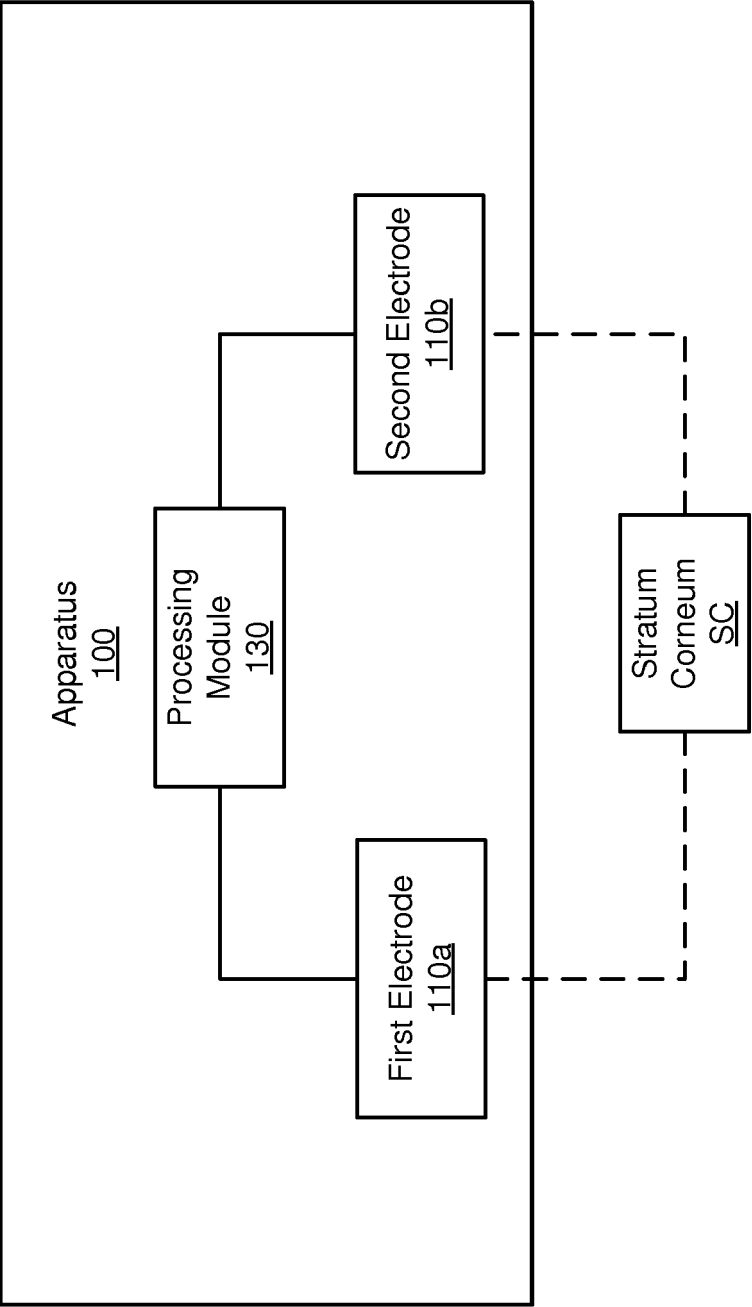 Apparatus
100
Processing
Module
130
First Electrode
110a
Second Electrode
110b
Stratum
Corneum
SC